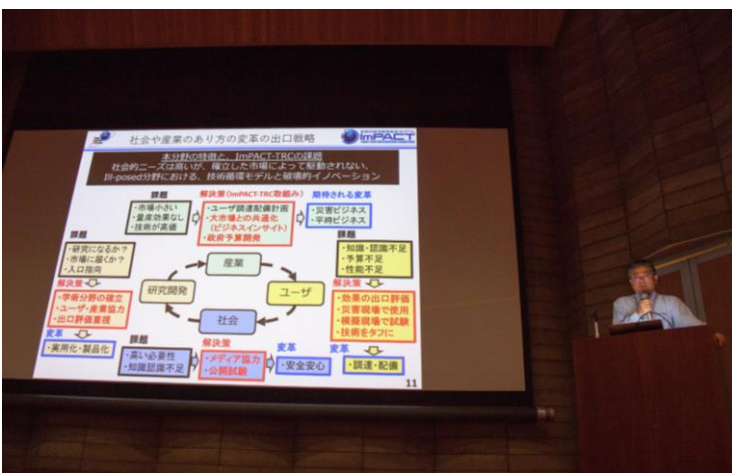 社会や産業のあり方の変革の出口戦略
ImPACT
本分野の特徴と、ImPACT-TRCの課題
社会的ニーズは高いが、確立した市場によって駆動されない、
Ill-posed分野における、技術循環モデルと破壊的イノベーション
課題
・市場小さい
・量産効果なし
・技術が高価
解決策(ImPACT-TRC取組み)
・ユーザ調達配備計画
・大市場との共通化
(ビジネスインサイト)
・政府予算開発
期待される変革
・災害ビジネス
・平時ビジネス
課題
・研究になるか?
・市場に届くか?
・入口指向
解決策
・学術分野の確立
・ユーザ・産業協力
・出口評価重視
変革
・実用化・製品化
産業
研究開発
ユーザ
社会
課題
・知識・認識不足
・予算不足
・性能不足
解決策
・効果の出口評価
・災害現場で使用
・模擬現場で試験
・技術をタフに
変革
・調達・配備
課題
・高い必要性
・知識認識不足
解決策
・メディア協力
・公開試験
変革
・安全安心
11